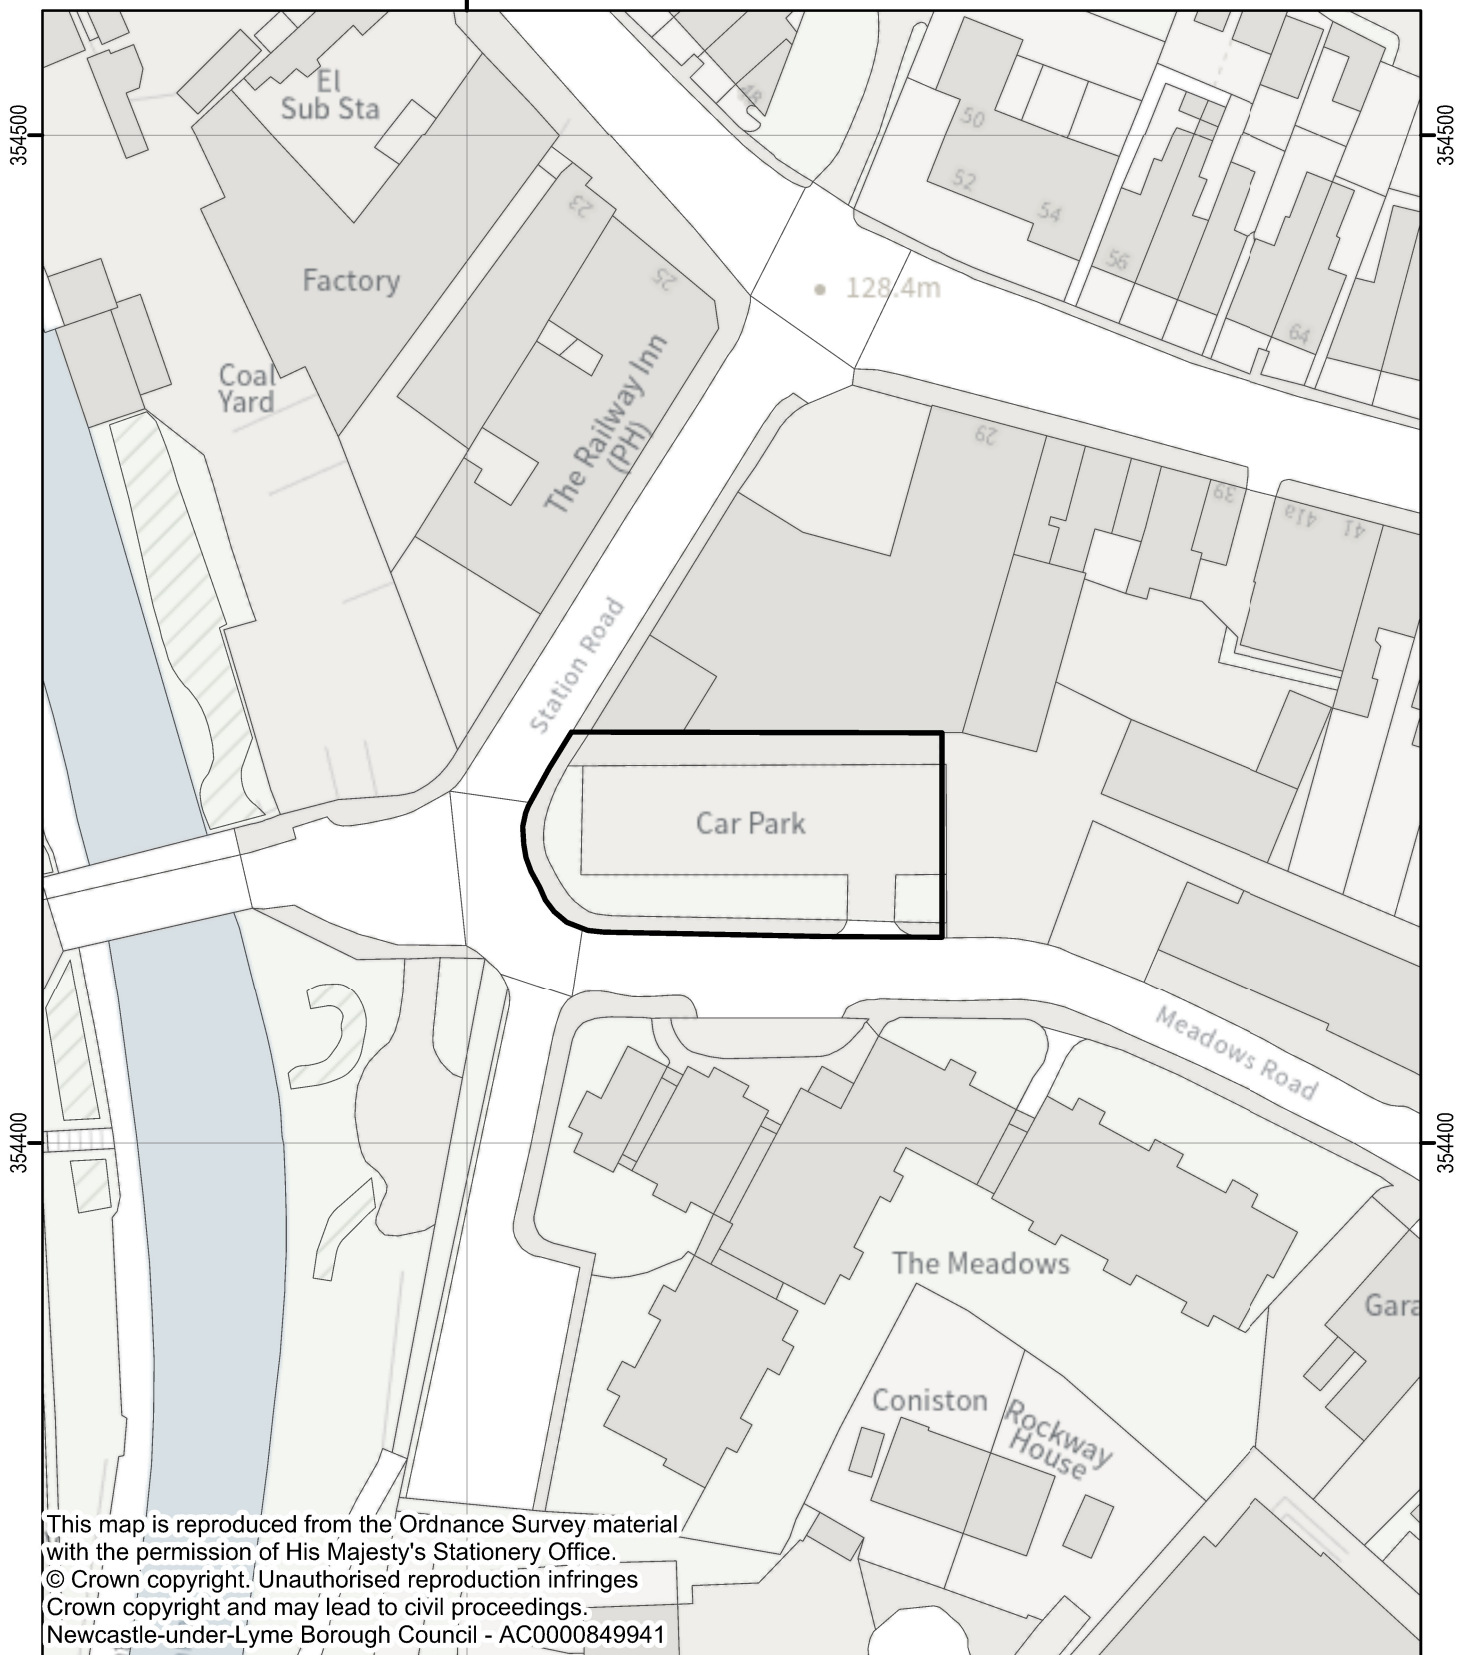 El
Sub Sta
48
50
52
54
56
64
354500
354500
23
25
Factory
128.4m
Coal
Yard
The Railway Inn
(PH)
29
39
41a
41
Station Road
Car Park
Meadows Road
354400
354400
The Meadows
Gara
Coniston
Rockway
House
This map is reproduced from the Ordnance Survey material
with the permission of His Majesty's Stationery Office.
© Crown copyright. Unauthorised reproduction infringes
Crown copyright and may lead to civil proceedings.
Newcastle-under-Lyme Borough Council - AC0000849941